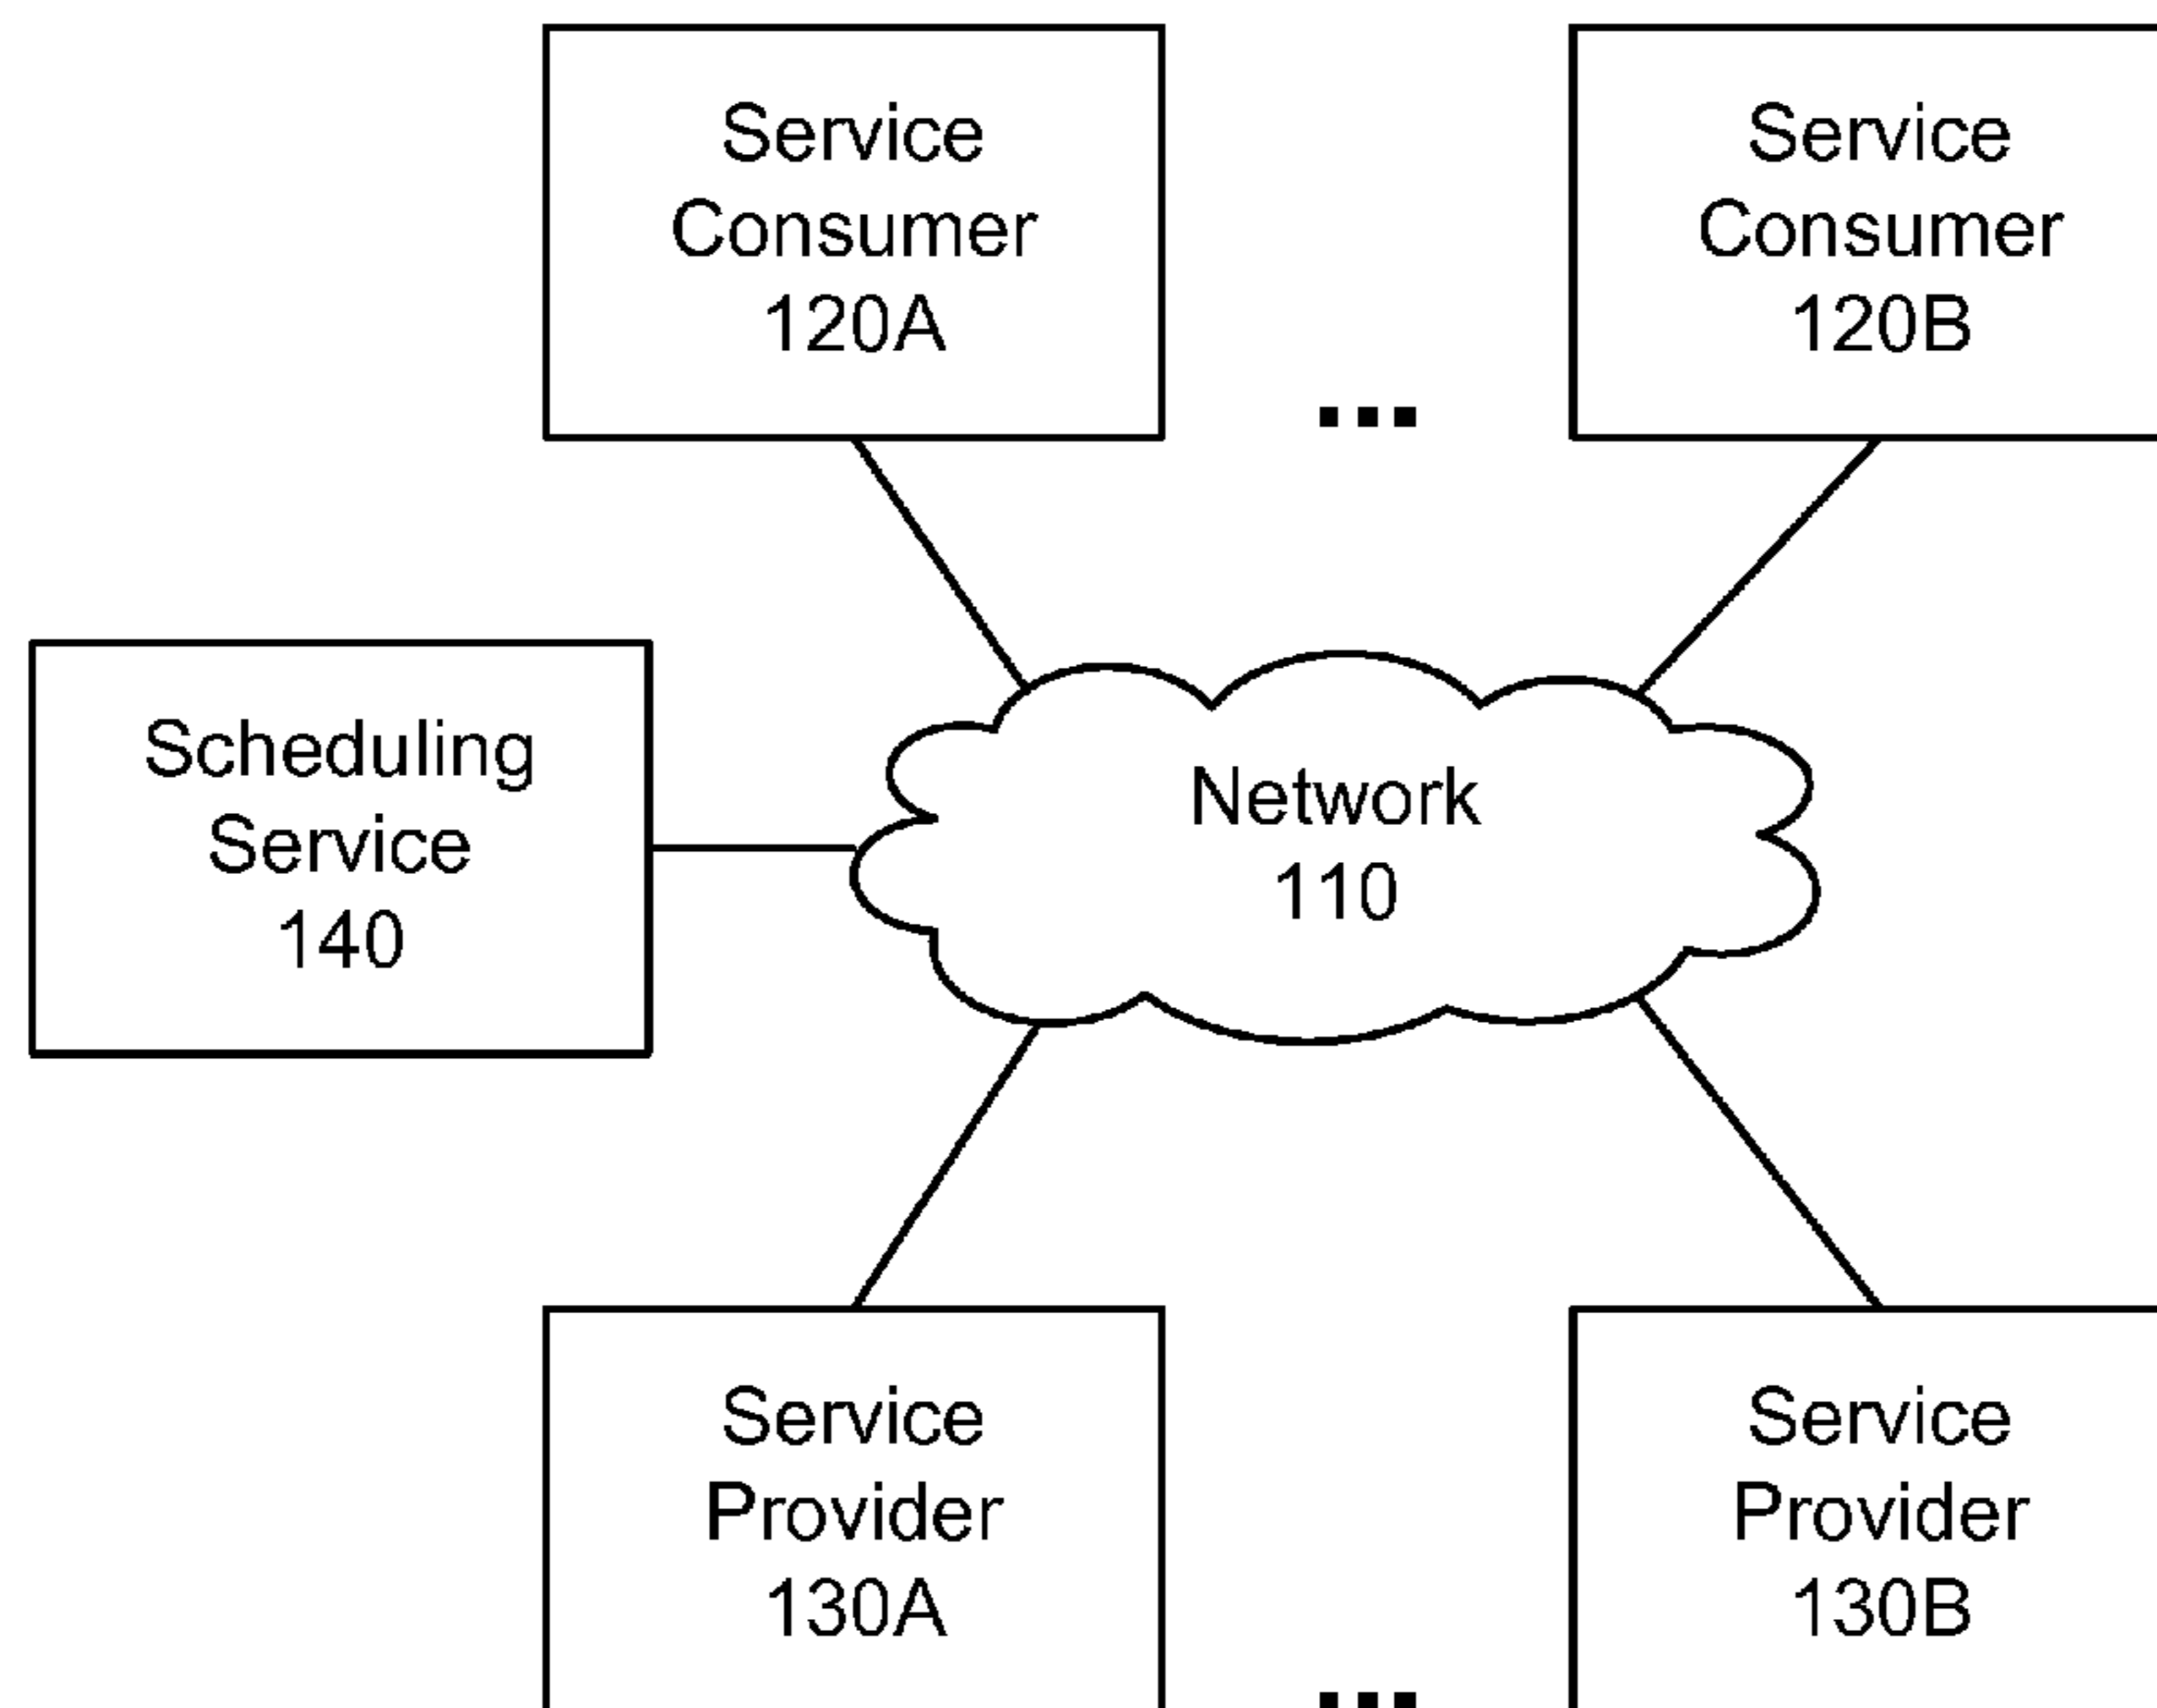 Service
Consumer
120A
Service
Consumer
120B
...
Scheduling
Service
140
Network
110
Service
Provider
130A
Service
Provider
130B
...